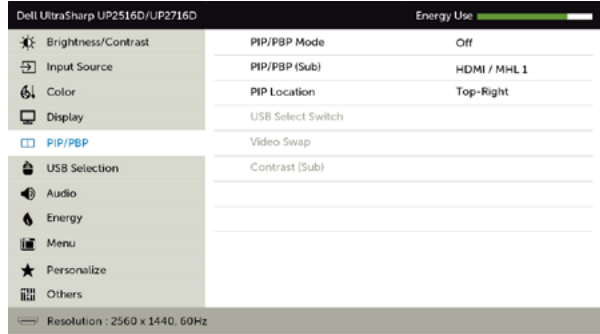 Dell UltraSharp UP2516D/UP2716D Energy Use
Brightness/Contrast PIP/PBP Mode Off
Input Source PIP/PBP (Sub) HDMI / MHL 1
Color PIP Location Top-Right
Display USB Select Switch
PIP/PBP Video Swap
USB Selection Contrast (Sub)
Audio
Energy
Menu
Personalize
Others
Resolution : 2560 x 1440, 60Hz